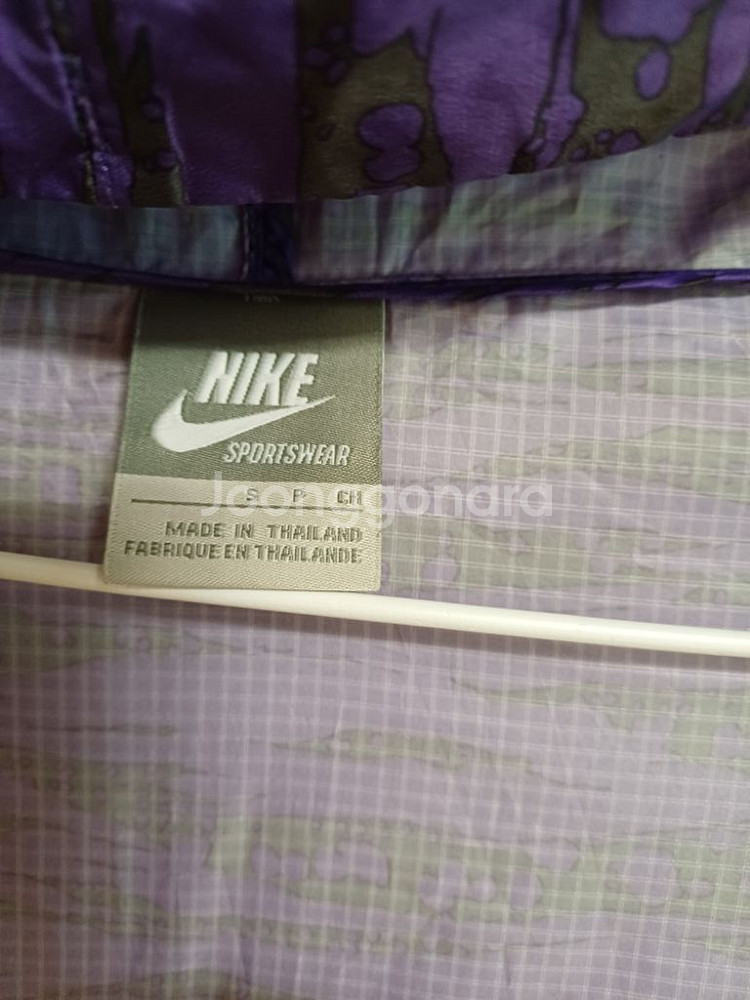 NIKE
SPORTSWEAR
S P CH
Joonggonara
MADE IN THAILAND
FABRIQUE EN THAILANDE